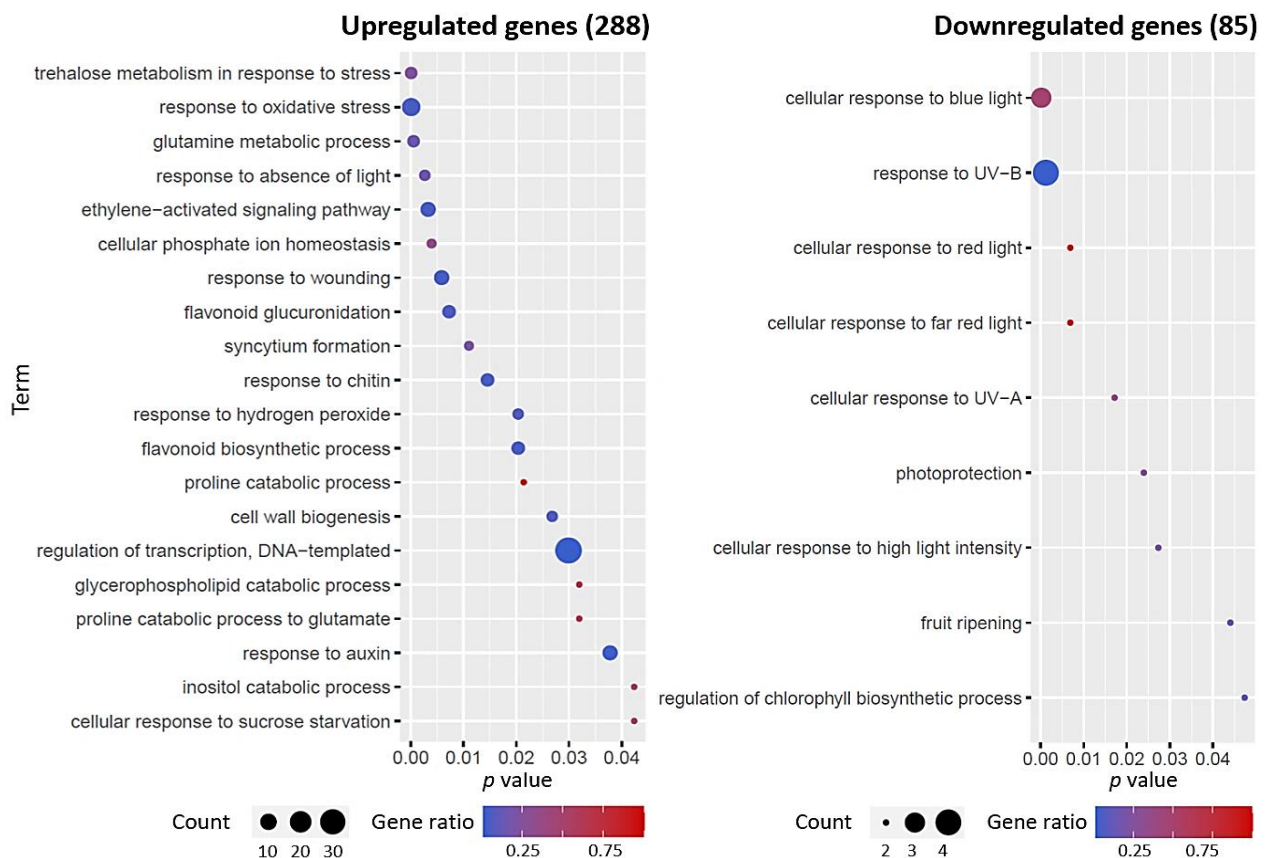 Upregulated genes (288)
Term
trehalose metabolism in response to stress
response to oxidative stress
glutamine metabolic process
response to absence of light
ethylene−activated signaling pathway
cellular phosphate ion homeostasis
response to wounding
flavonoid glucuronidation
syncytium formation
response to chitin
response to hydrogen peroxide
flavonoid biosynthetic process
proline catabolic process
cell wall biogenesis
regulation of transcription, DNA−templated
glycerophospholipid catabolic process
proline catabolic process to glutamate
response to auxin
inositol catabolic process
cellular response to sucrose starvation
0.00 0.01 0.02 0.03 0.04
p value
Count
10 20 30
Gene ratio
0.25 0.75
Downregulated genes (85)
cellular response to blue light
response to UV−B
cellular response to red light
cellular response to far red light
cellular response to UV−A
photoprotection
cellular response to high light intensity
fruit ripening
regulation of chlorophyll biosynthetic process
0.00 0.01 0.02 0.03 0.04
p value
Count
2 3 4
Gene ratio
0.25 0.75